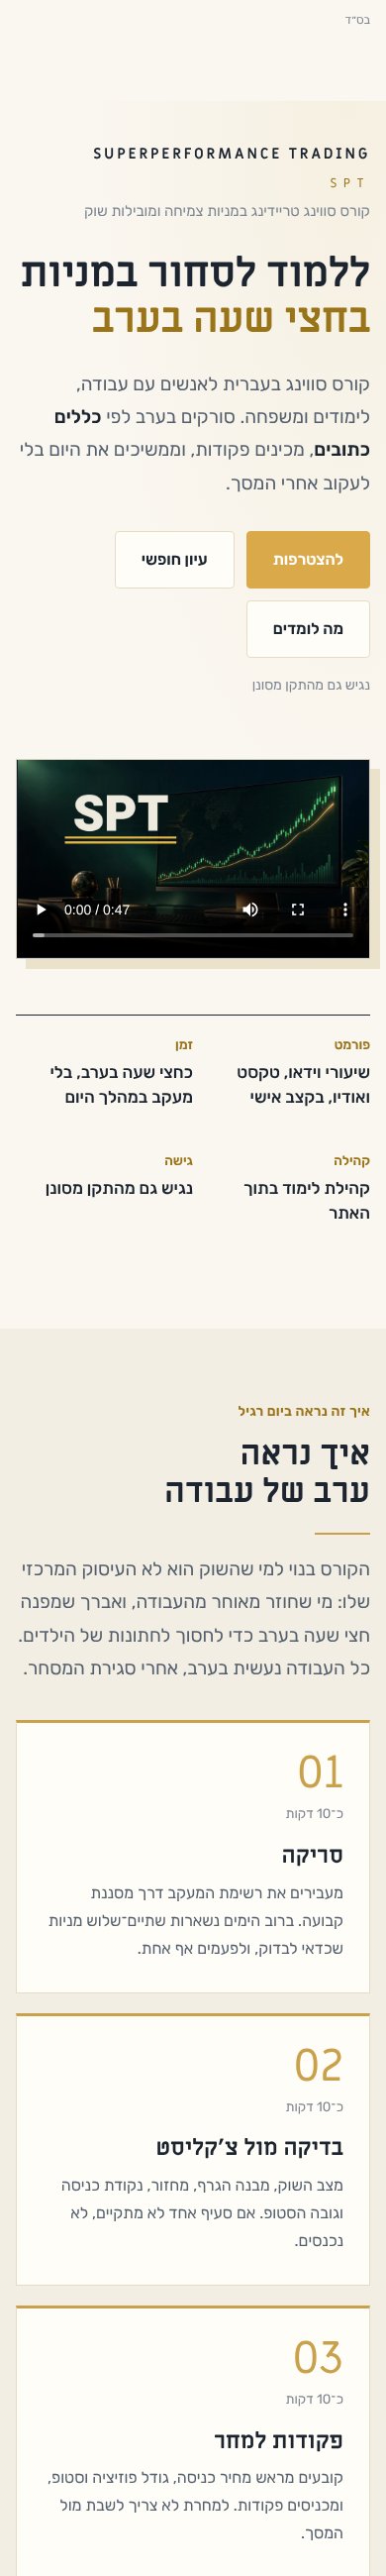 בס״ד
SUPERPERFORMANCE TRADING
SPT
קורס סווינג טריידינג במניות צמיחה ומובילות שוק
ללמוד לסחור במניות
בחצי שעה בערב
קורס סווינג בעברית לאנשים עם עבודה,
לימודים ומשפחה. סורקים בערב לפי כללים
כתובים, מכינים פקודות, וממשיכים את היום בלי
לעקוב אחרי המסך.
להצטרפות
עיון חופשי
מה לומדים
נגיש גם מהתקן מסונן
SPT
0:00 / 0:47
פורמט
שיעורי וידאו, טקסט
ואודיו, בקצב אישי
זמן
כחצי שעה בערב, בלי
מעקב במהלך היום
קהילה
קהילת לימוד בתוך
האתר
גישה
נגיש גם מהתקן מסונן
איך זה נראה ביום רגיל
איך נראה
ערב של עבודה
הקורס בנוי למי שהשוק הוא לא העיסוק המרכזי
שלו: מי שחוזר מאוחר מהעבודה, ואברך שמפנה
חצי שעה בערב כדי לחסוך לחתונות של הילדים.
כל העבודה נעשית בערב, אחרי סגירת המסחר.
01
כ־10 דקות
סריקה
מעבירים את רשימת המעקב דרך מסננת
קבועה. ברוב הימים נשארות שתיים־שלוש מניות
שכדאי לבדוק, ולפעמים אף אחת.
02
כ־10 דקות
בדיקה מול צ׳קליסט
מצב השוק, מבנה הגרף, מחזור, נקודת כניסה
וגובה הסטופ. אם סעיף אחד לא מתקיים, לא
נכנסים.
03
כ־10 דקות
פקודות למחר
קובעים מראש מחיר כניסה, גודל פוזיציה וסטופ,
ומכניסים פקודות. למחרת לא צריך לשבת מול
המסך.